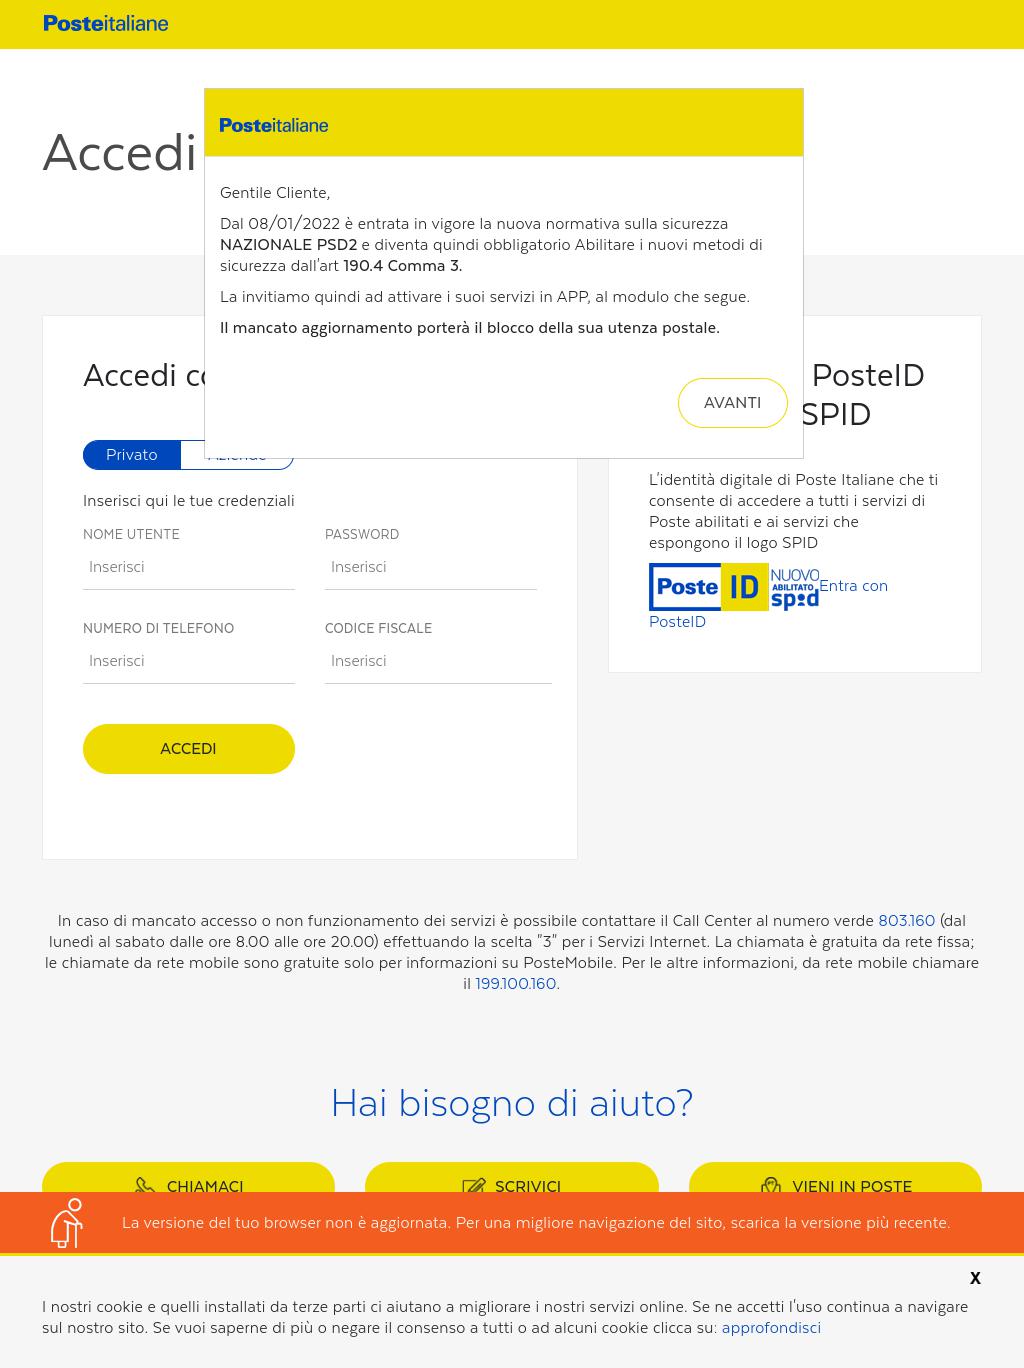 Posteitaliane
Accedi
Posteitaliane
Gentile Cliente,
Dal 08/01/2022 è entrata in vigore la nuova normativa sulla sicurezza
NAZIONALE PSD2 e diventa quindi obbligatorio Abilitare i nuovi metodi di
sicurezza dall'art 190.4 Comma 3.
La invitiamo quindi ad attivare i suoi servizi in APP, al modulo che segue.
Il mancato aggiornamento porterà il blocco della sua utenza postale.
AVANTI
Accedi
Privato
Inserisci qui le tue credenziali
NOME UTENTE
PASSWORD
Inserisci
Inserisci
NUMERO DI TELEFONO
CODICE FISCALE
Inserisci
Inserisci
ACCEDI
PosteID
SPID
L'identità digitale di Poste Italiane che ti
consente di accedere a tutti i servizi di
Poste abilitati e ai servizi che
espongono il logo SPID
Poste ID NUOVO ABILITATO spid Entra con
PosteID
In caso di mancato accesso o non funzionamento dei servizi è possibile contattare il Call Center al numero verde 803.160 (dal
lunedì al sabato dalle ore 8.00 alle ore 20.00) effettuando la scelta "3" per i Servizi Internet. La chiamata è gratuita da rete fissa;
le chiamate da rete mobile sono gratuite solo per informazioni su PosteMobile. Per le altre informazioni, da rete mobile chiamare
il 199.100.160.
Hai bisogno di aiuto?
CHIAMACI
SCRIVICI
VIENI IN POSTE
La versione del tuo browser non è aggiornata. Per una migliore navigazione del sito, scarica la versione più recente.
X
I nostri cookie e quelli installati da terze parti ci aiutano a migliorare i nostri servizi online. Se ne accetti l'uso continua a navigare
sul nostro sito. Se vuoi saperne di più o negare il consenso a tutti o ad alcuni cookie clicca su: approfondisci